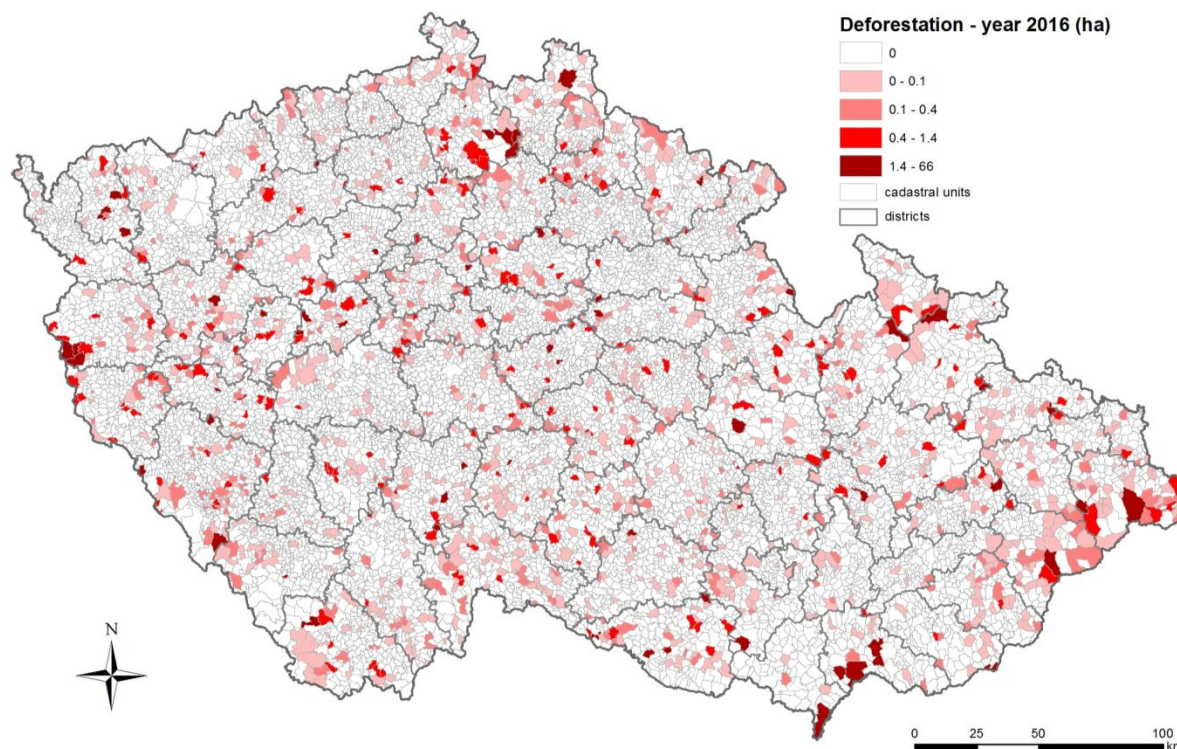 Deforestation - year 2016 (ha)
0
0 - 0.1
0.1 - 0.4
0.4 - 1.4
1.4 - 66
cadastral units
districts
N
0 25 50 100
km